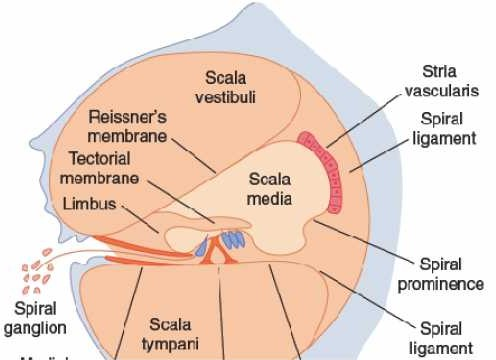 Scala
vestibuli
Stria
vascularis
Reissner's
membrane
Spiral
ligament
Tectorial
membrane
Scala
media
Limbus
Spiral
prominence
Spiral
ganglion
Scala
tympani
Spiral
ligament